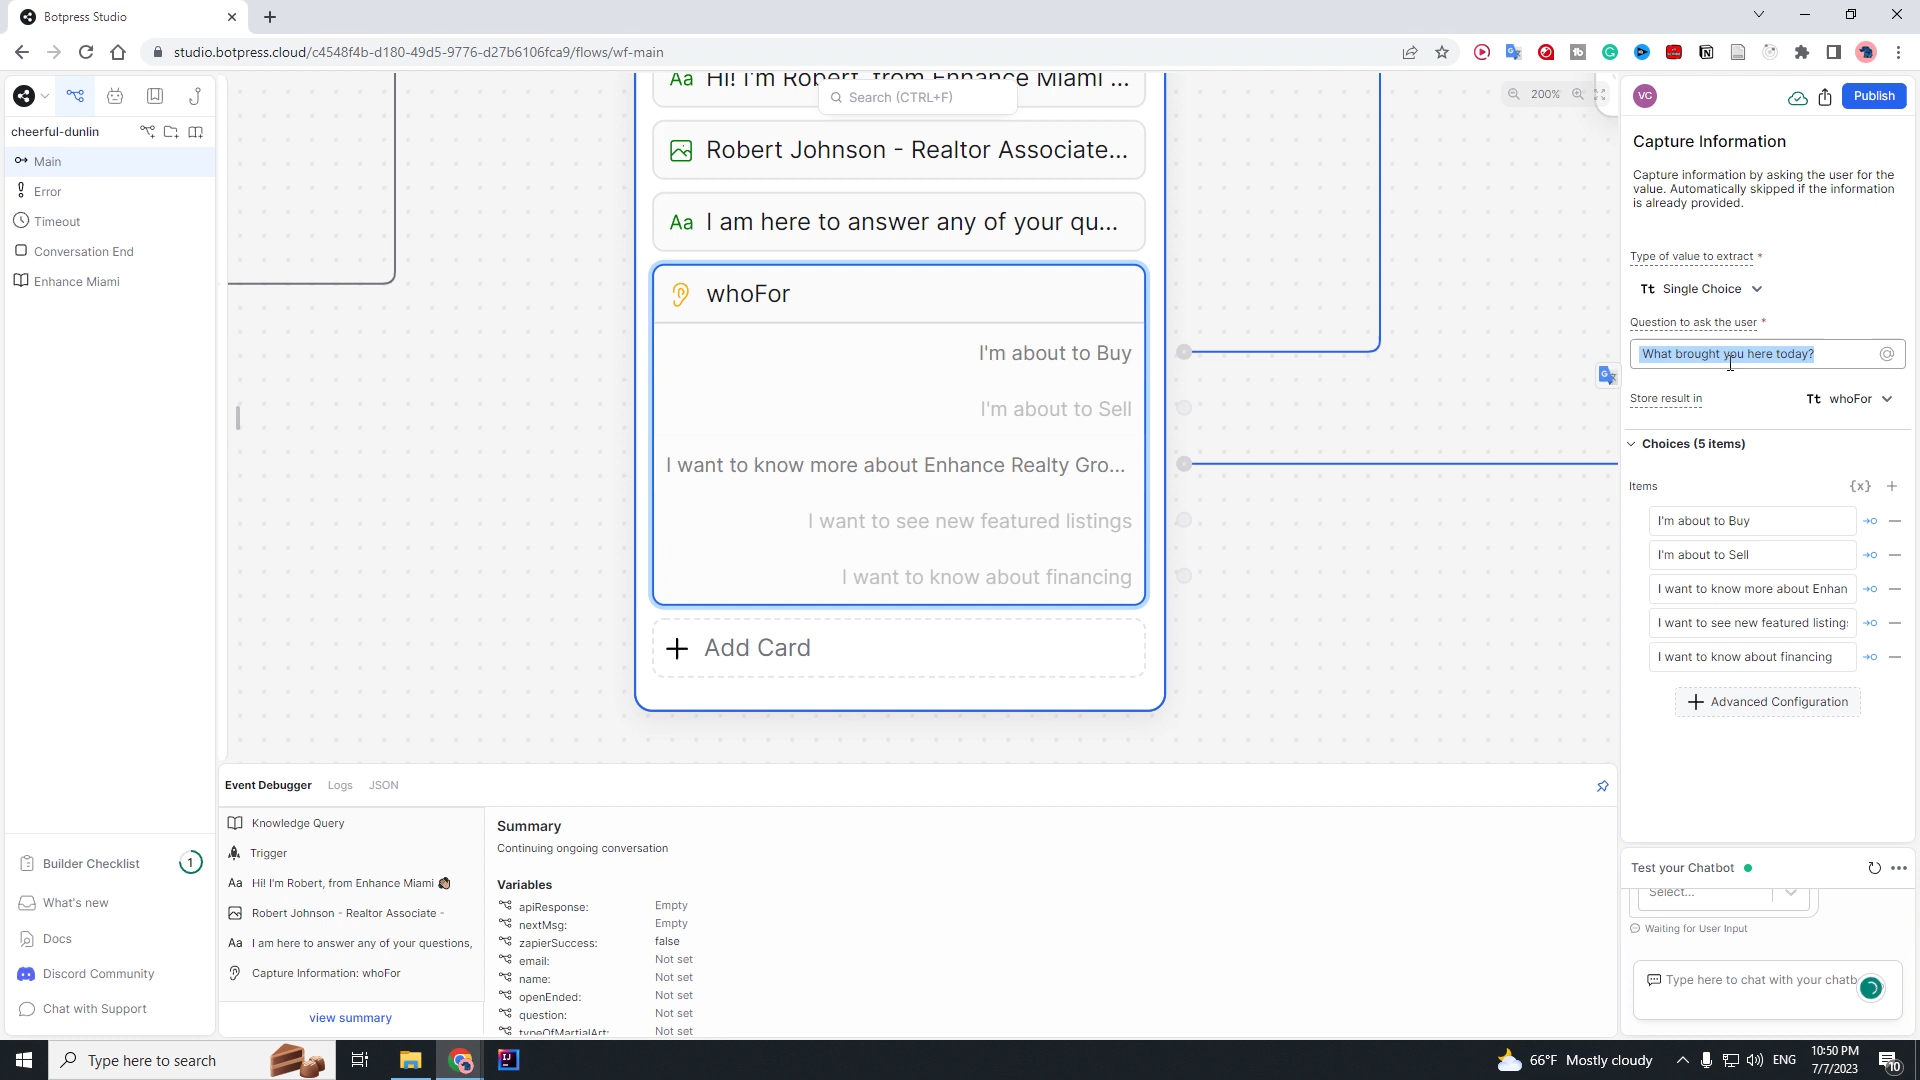 Botpress Studio
studio.botpress.cloud/c4548f4b-d180-49d5-9776-d27b6106fca9/flows/wf-main
Hi! I'm Robert, from Enhance Miami ...
Search (CTRL+F)
200%
VC
Publish
cheerful-dunlin
Main
Error
Timeout
Conversation End
Enhance Miami
Robert Johnson - Realtor Associate...
Aa I am here to answer any of your qu...
whoFor
I'm about to Buy
I'm about to Sell
I want to know more about Enhance Realty Gro...
I want to see new featured listings
I want to know about financing
Add Card
Capture Information
Capture information by asking the user for the
value. Automatically skipped if the information
is already provided.
Type of value to extract *
Tt Single Choice
Question to ask the user *
What brought you here today?
Store result in
Tt whoFor
Choices (5 items)
Items
{x}
I'm about to Buy
I'm about to Sell
I want to know more about Enhan
I want to see new featured listing
I want to know about financing
Advanced Configuration
Event Debugger Logs JSON
Knowledge Query
Trigger
Aa Hi! I'm Robert, from Enhance Miami
Robert Johnson - Realtor Associate -
Aa I am here to answer any of your questions,
Capture Information: whoFor
view summary
Summary
Continuing ongoing conversation
Variables
apiResponse: Empty
nextMsg: Empty
zapierSuccess: false
email: Not set
name: Not set
openEnded: Not set
question: Not set
typeOfMartialArt: Not set
Builder Checklist 1
What's new
Docs
Discord Community
Chat with Support
Test your Chatbot
Select...
Waiting for User Input
Type here to chat with your chatb
Type here to search
66°F Mostly cloudy
ENG
10:50 PM
7/7/2023
10